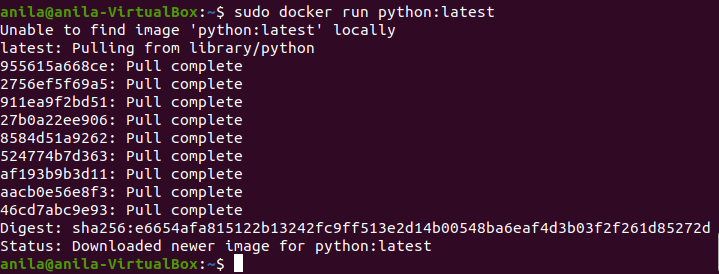 anila@anila-VirtualBox:~$ sudo docker run python:latest
Unable to find image 'python:latest' locally
latest: Pulling from library/python
955615a668ce: Pull complete
2756ef5f69a5: Pull complete
911ea9f2bd51: Pull complete
27b0a22ee906: Pull complete
8584d51a9262: Pull complete
524774b7d363: Pull complete
af193b9b3d11: Pull complete
aacb0e56e8f3: Pull complete
46cd7abc9e93: Pull complete
Digest: sha256:e6654afa815122b13242fc9ff513e2d14b00548ba6eaf4d3b03f2f261d85272d
Status: Downloaded newer image for python:latest
anila@anila-VirtualBox:~$